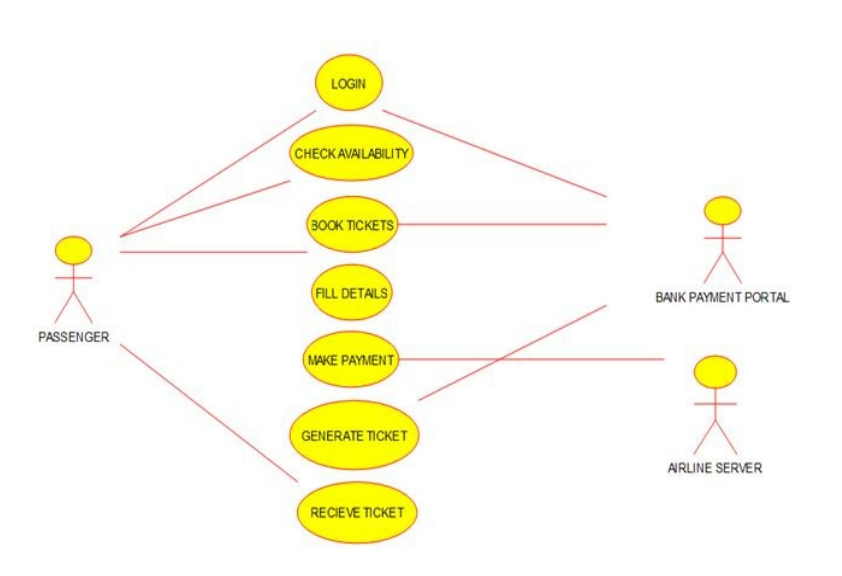 LOGIN
CHECK AVAILABILITY
BOOK TICKETS
FILL DETAILS
BANK PAYMENT PORTAL
PASSENGER
MAKE PAYMENT
GENERATE TICKET
AIRLINE SERVER
RECIEVE TICKET